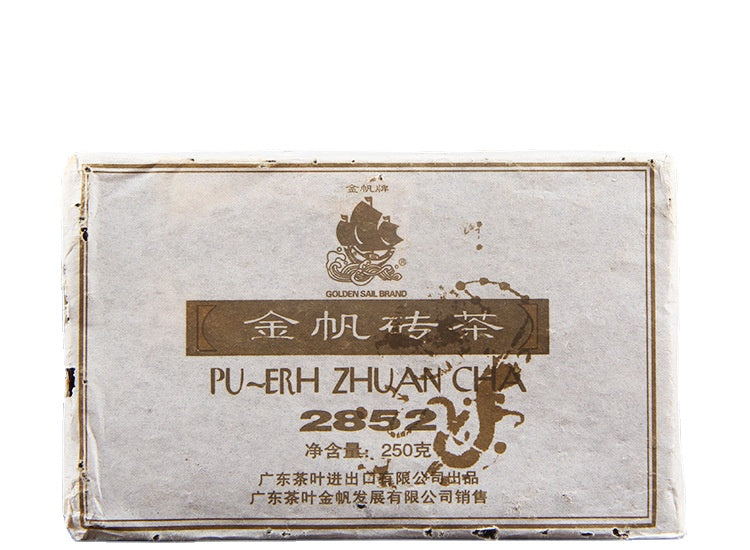 金帆牌
®
GOLDEN SAIL BRAND
金帆砖茶
PU~ERH ZHUAN CHA
2852
净含量：250克
广东茶叶进出口有限公司出品
广东茶叶金帆发展有限公司销售